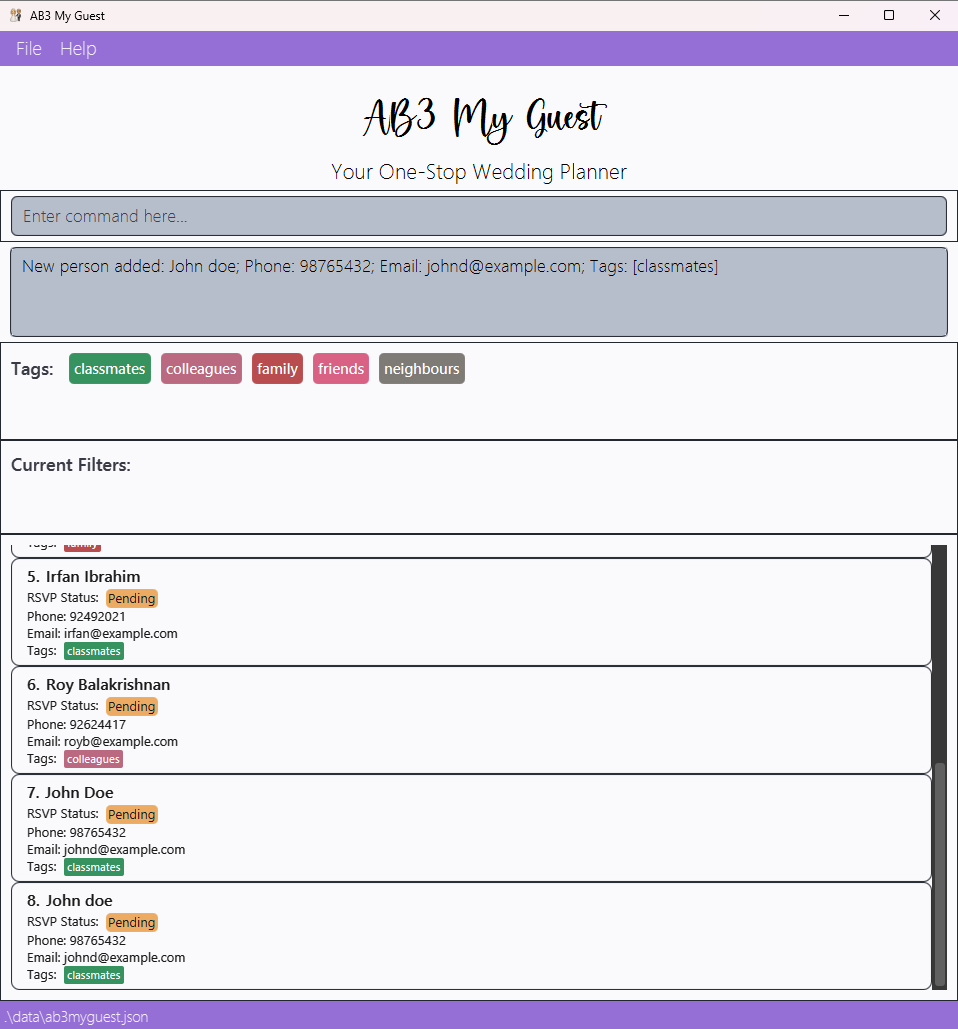 AB3 My Guest
File Help
AB3 My Guest
Your One-Stop Wedding Planner
Enter command here...
New person added: John doe; Phone: 98765432; Email: johnd@example.com; Tags: [classmates]
Tags: classmates colleagues family friends neighbours
Current Filters:
Tags: family
5. Irfan Ibrahim
RSVP Status: Pending
Phone: 92492021
Email: irfan@example.com
Tags: classmates
6. Roy Balakrishnan
RSVP Status: Pending
Phone: 92624417
Email: royb@example.com
Tags: colleagues
7. John Doe
RSVP Status: Pending
Phone: 98765432
Email: johnd@example.com
Tags: classmates
8. John doe
RSVP Status: Pending
Phone: 98765432
Email: johnd@example.com
Tags: classmates
.\data\ab3myguest.json